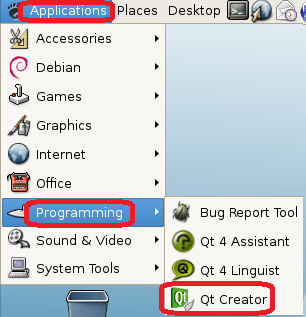 Applications Places Desktop
Accessories
Debian
Games
Graphics
Internet
Office
Programming
Sound & Video
System Tools
Bug Report Tool
Qt 4 Assistant
Qt 4 Linguist
Qt Qt Creator